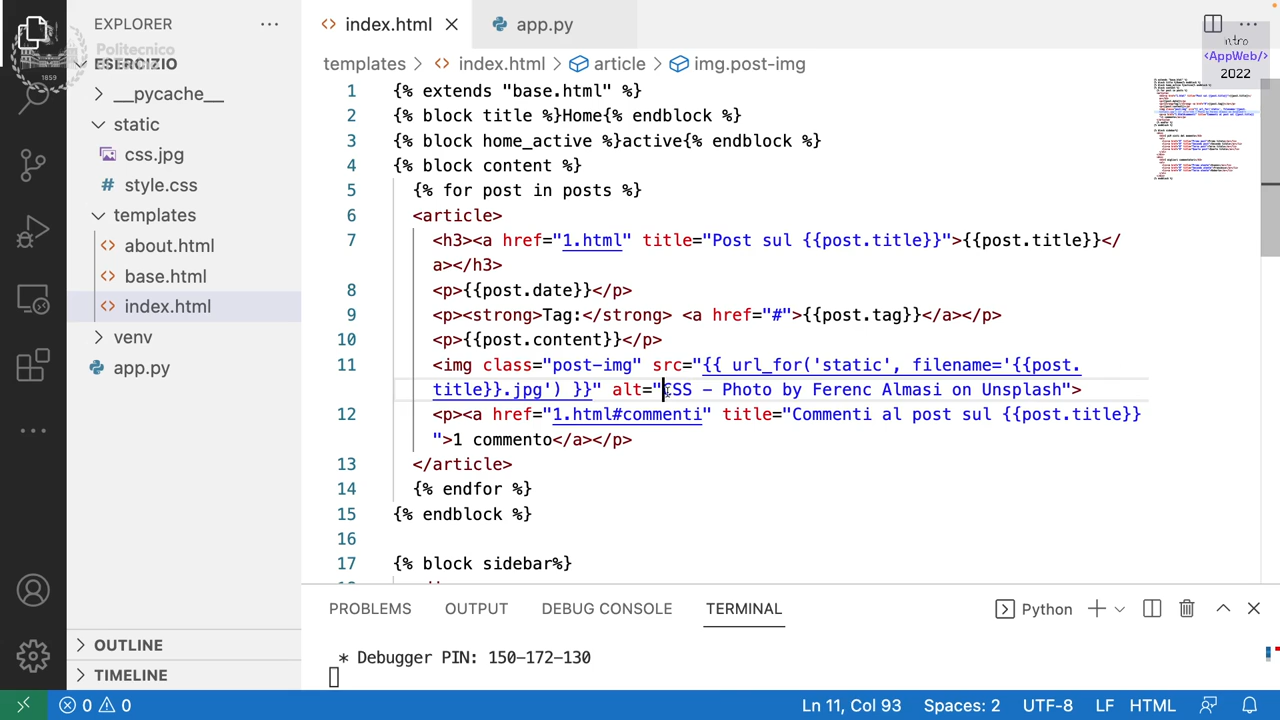 EXPLORER
index.html
app.py
Politecnico
1859
ntro
<AppWeb/>
2022
ESERCIZIO
templates > index.html > article > img.post-img
__pycache__
static
css.jpg
style.css
templates
about.html
base.html
index.html
venv
app.py
OUTLINE
TIMELINE
1 {% extends "base.html" %}
2 {% block title %}Home{% endblock %}
3 {% block home_active %}active{% endblock %}
4 {% block content %}
5 {% for post in posts %}
6 <article>
7 <h3><a href="1.html" title="Post sul {{post.title}}">{{post.title}}</
a></h3>
8 <p>{{post.date}}</p>
9 <p><strong>Tag:</strong> <a href="#">{{post.tag}}</a></p>
10 <p>{{post.content}}</p>
11 <img class="post-img" src="{{ url_for('static', filename='{{post.
title}}.jpg') }}" alt="CSS - Photo by Ferenc Almasi on Unsplash">
12 <p><a href="1.html#commenti" title="Commenti al post sul {{post.title}}
">1 commento</a></p>
13 </article>
14 {% endfor %}
15 {% endblock %}
16
17 {% block sidebar%}
PROBLEMS OUTPUT DEBUG CONSOLE TERMINAL
Python
* Debugger PIN: 150-172-130
0 0
Ln 11, Col 93 Spaces: 2 UTF-8 LF HTML